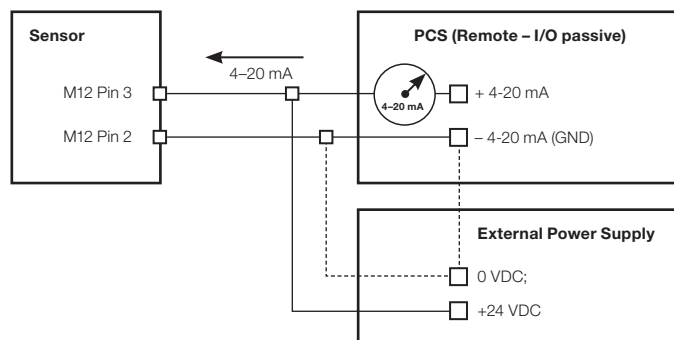 Sensor
PCS (Remote – I/O passive)
4–20 mA
M12 Pin 3
4–20 mA
+ 4-20 mA
M12 Pin 2
– 4-20 mA (GND)
External Power Supply
0 VDC;
+24 VDC